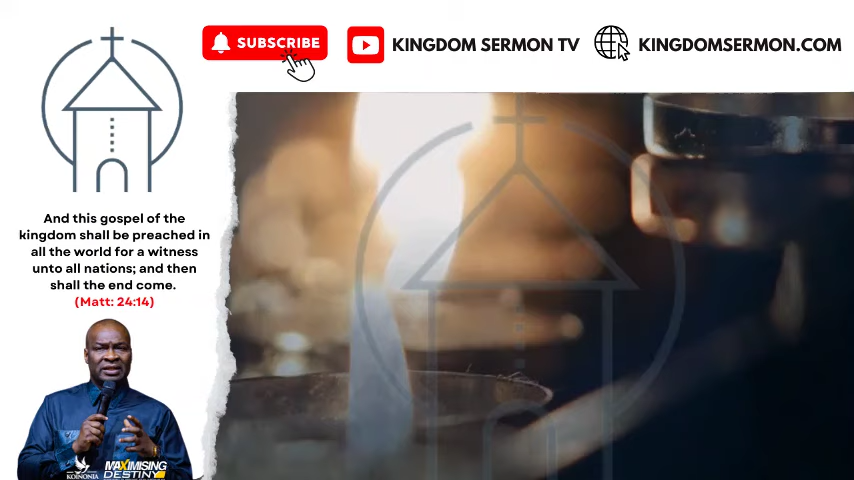 SUBSCRIBE
KINGDOM SERMON TV
KINGDOMSERMON.COM
And this gospel of the
kingdom shall be preached in
all the world for a witness
unto all nations; and then
shall the end come.
(Matt: 24:14)
KOINONIA
MAXIMISING
DESTINY